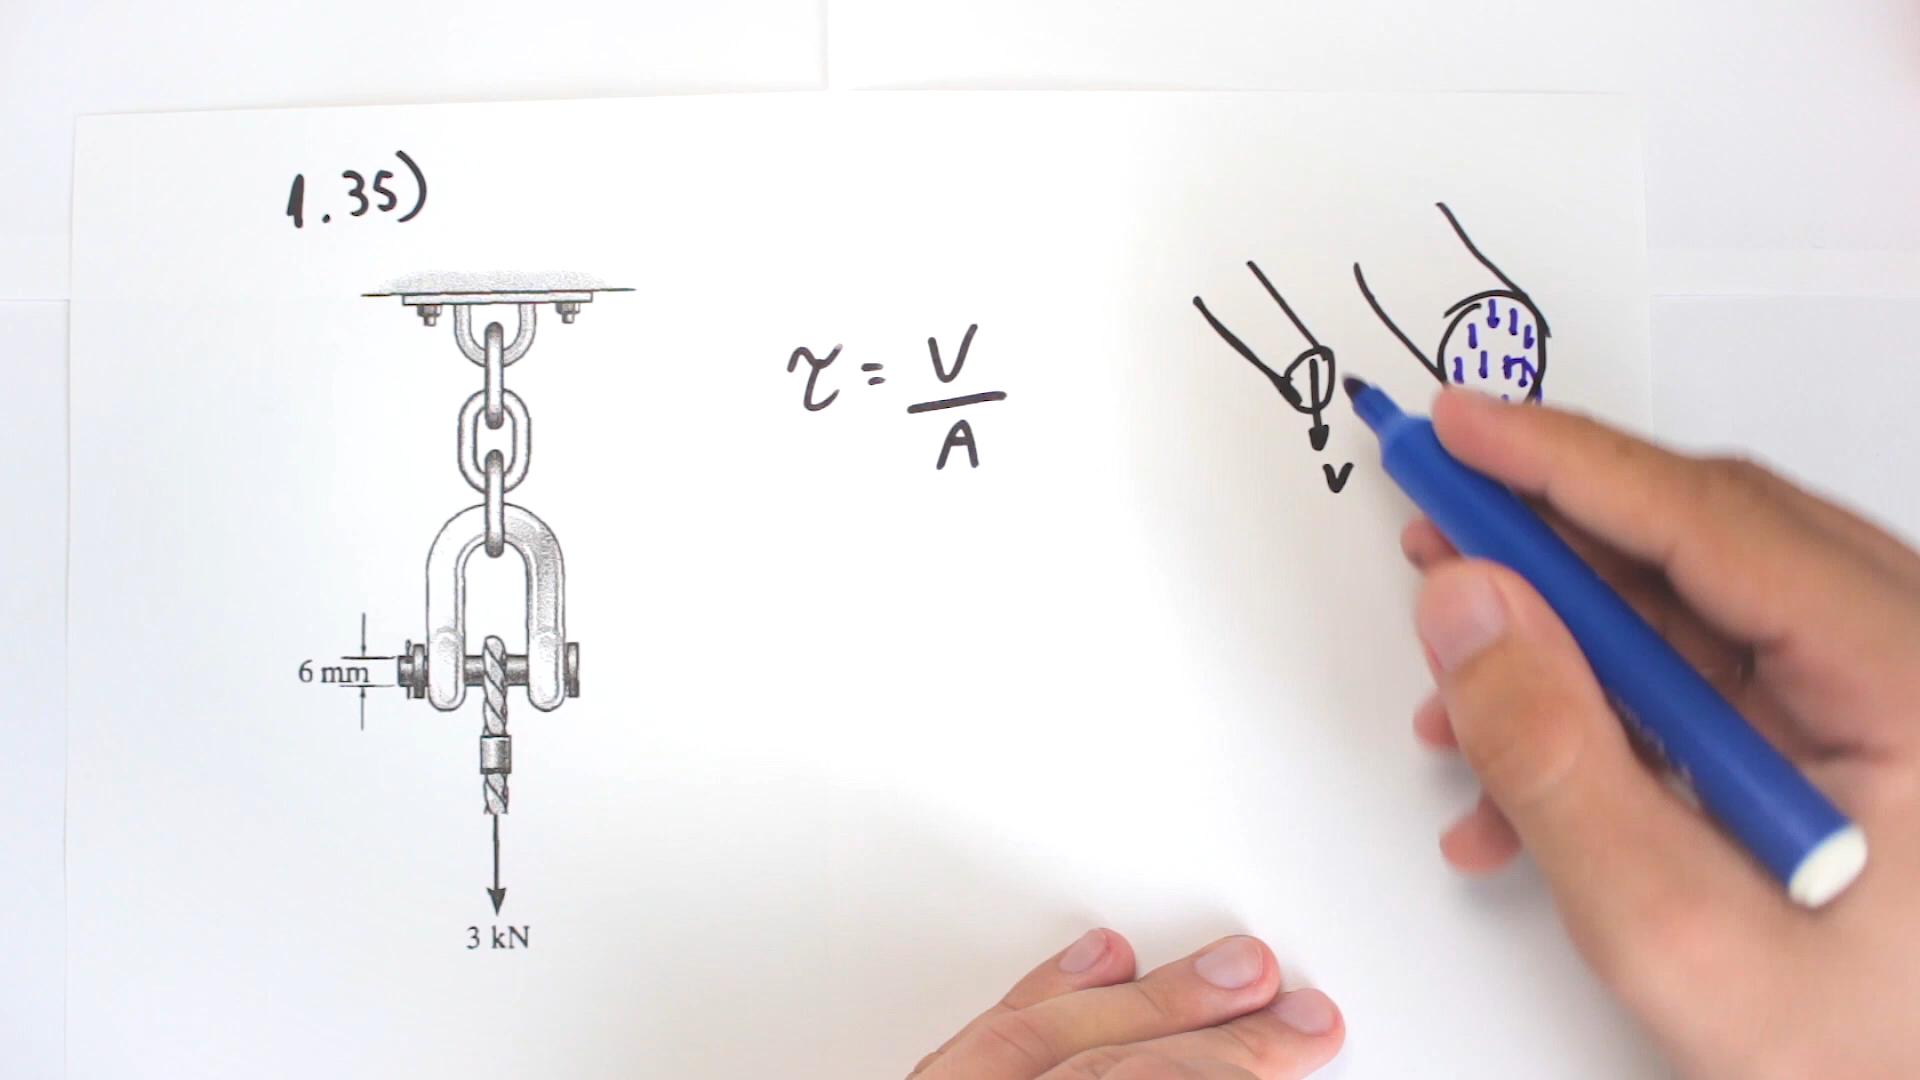 1.35)
τ = V
A
V
6 mm
3 kN